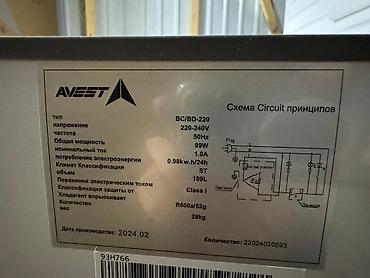 AVEST
Схема Circuit принципов
тип BC/BD-220
напряжение 220-240V
частота 50Hz
Общая мощность 99W
номинальный ток 1.0A
потребление электроэнергии 0.98kw.h/24h
Климат Классификация ST
объем 199L
Поражения электрическим током
Классификация защиты от Class I
Хладагент впрыскивает R600a/52g
Количество
вес 28kg
Дата производства: 2024.02
Количество: 22024020693
93H766